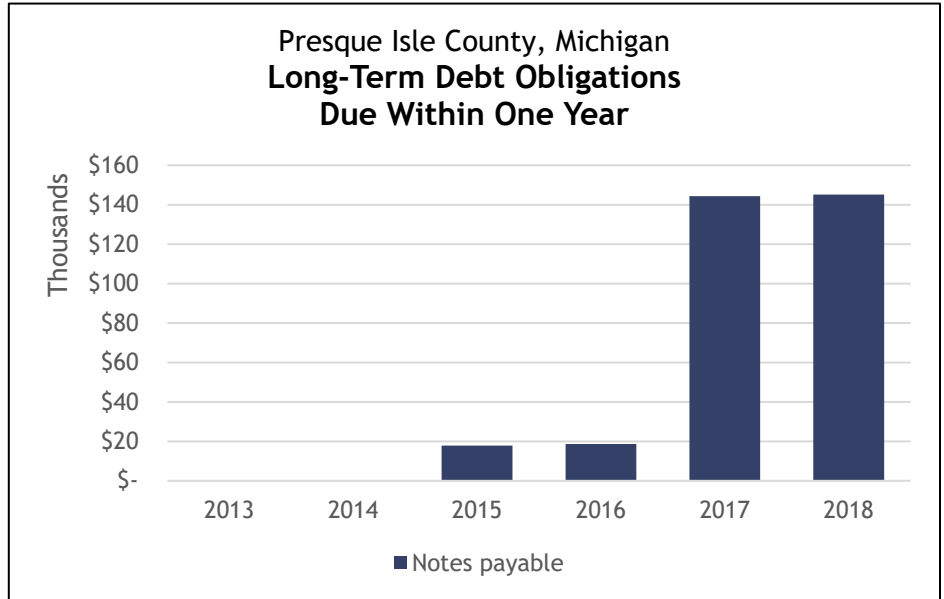 Presque Isle County, Michigan
Long-Term Debt Obligations
Due Within One Year
Thousands
$160
$140
$120
$100
$80
$60
$40
$20
$-
2013 2014 2015 2016 2017 2018
Notes payable